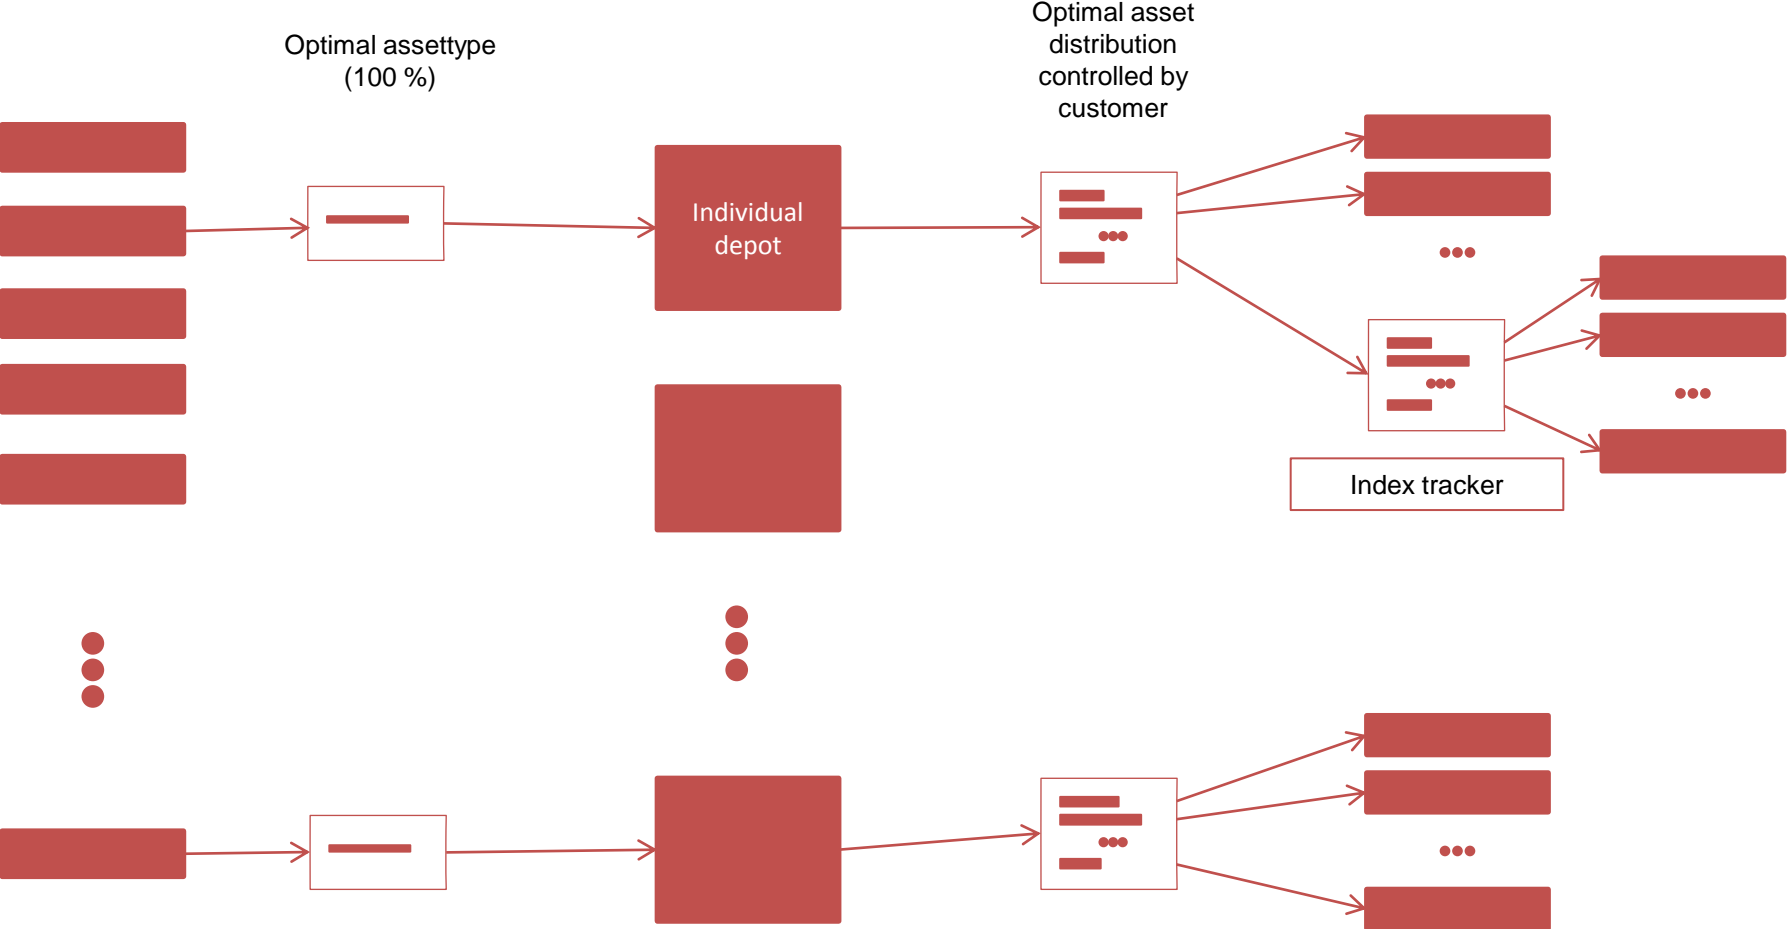 Optimal assettype
(100 %)
Optimal asset
distribution
controlled by
customer
Individual
depot
Index tracker